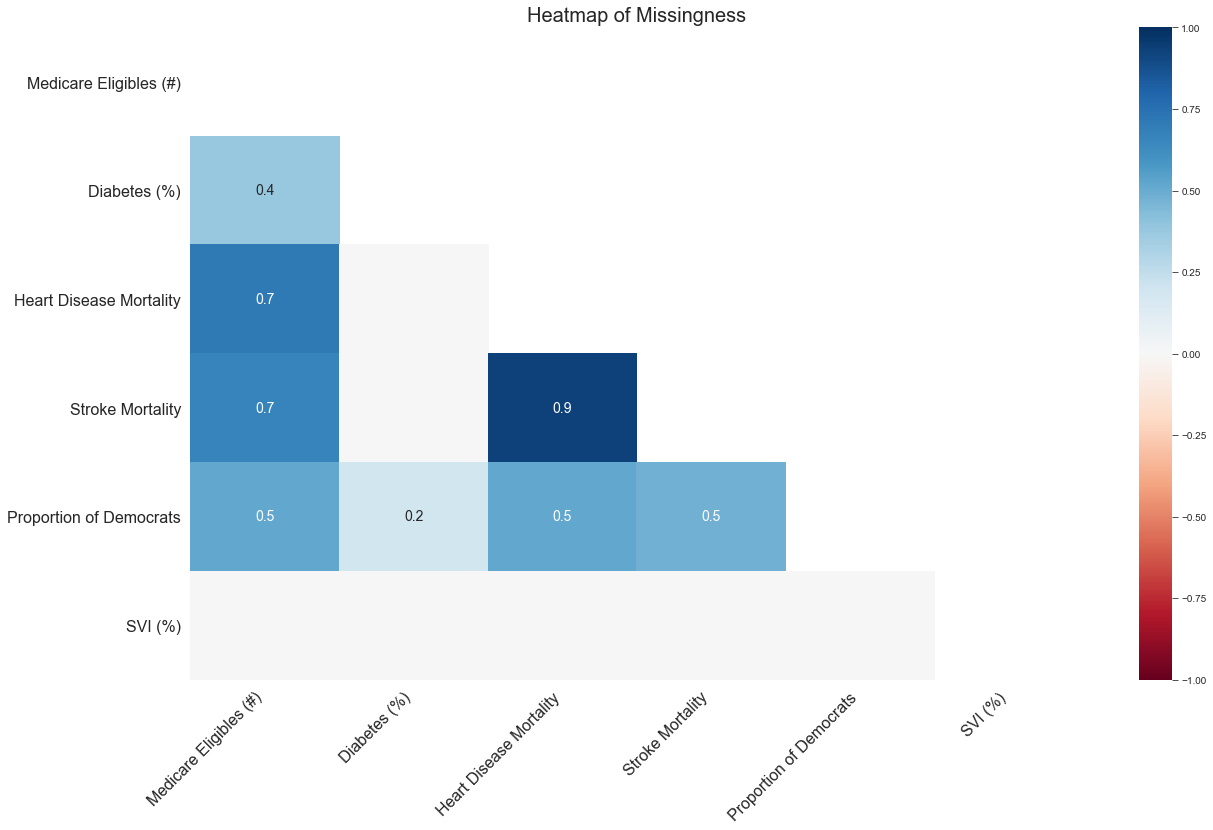 Heatmap of Missingness
Medicare Eligibles (#)
Diabetes (%)
0.4
Heart Disease Mortality
0.7
Stroke Mortality
0.7 0.9
Proportion of Democrats
0.5 0.2 0.5 0.5
SVI (%)
Medicare Eligibles (#)
Diabetes (%)
Heart Disease Mortality
Stroke Mortality
Proportion of Democrats
SVI (%)
1.00
0.75
0.50
0.25
0.00
−0.25
−0.50
−0.75
−1.00